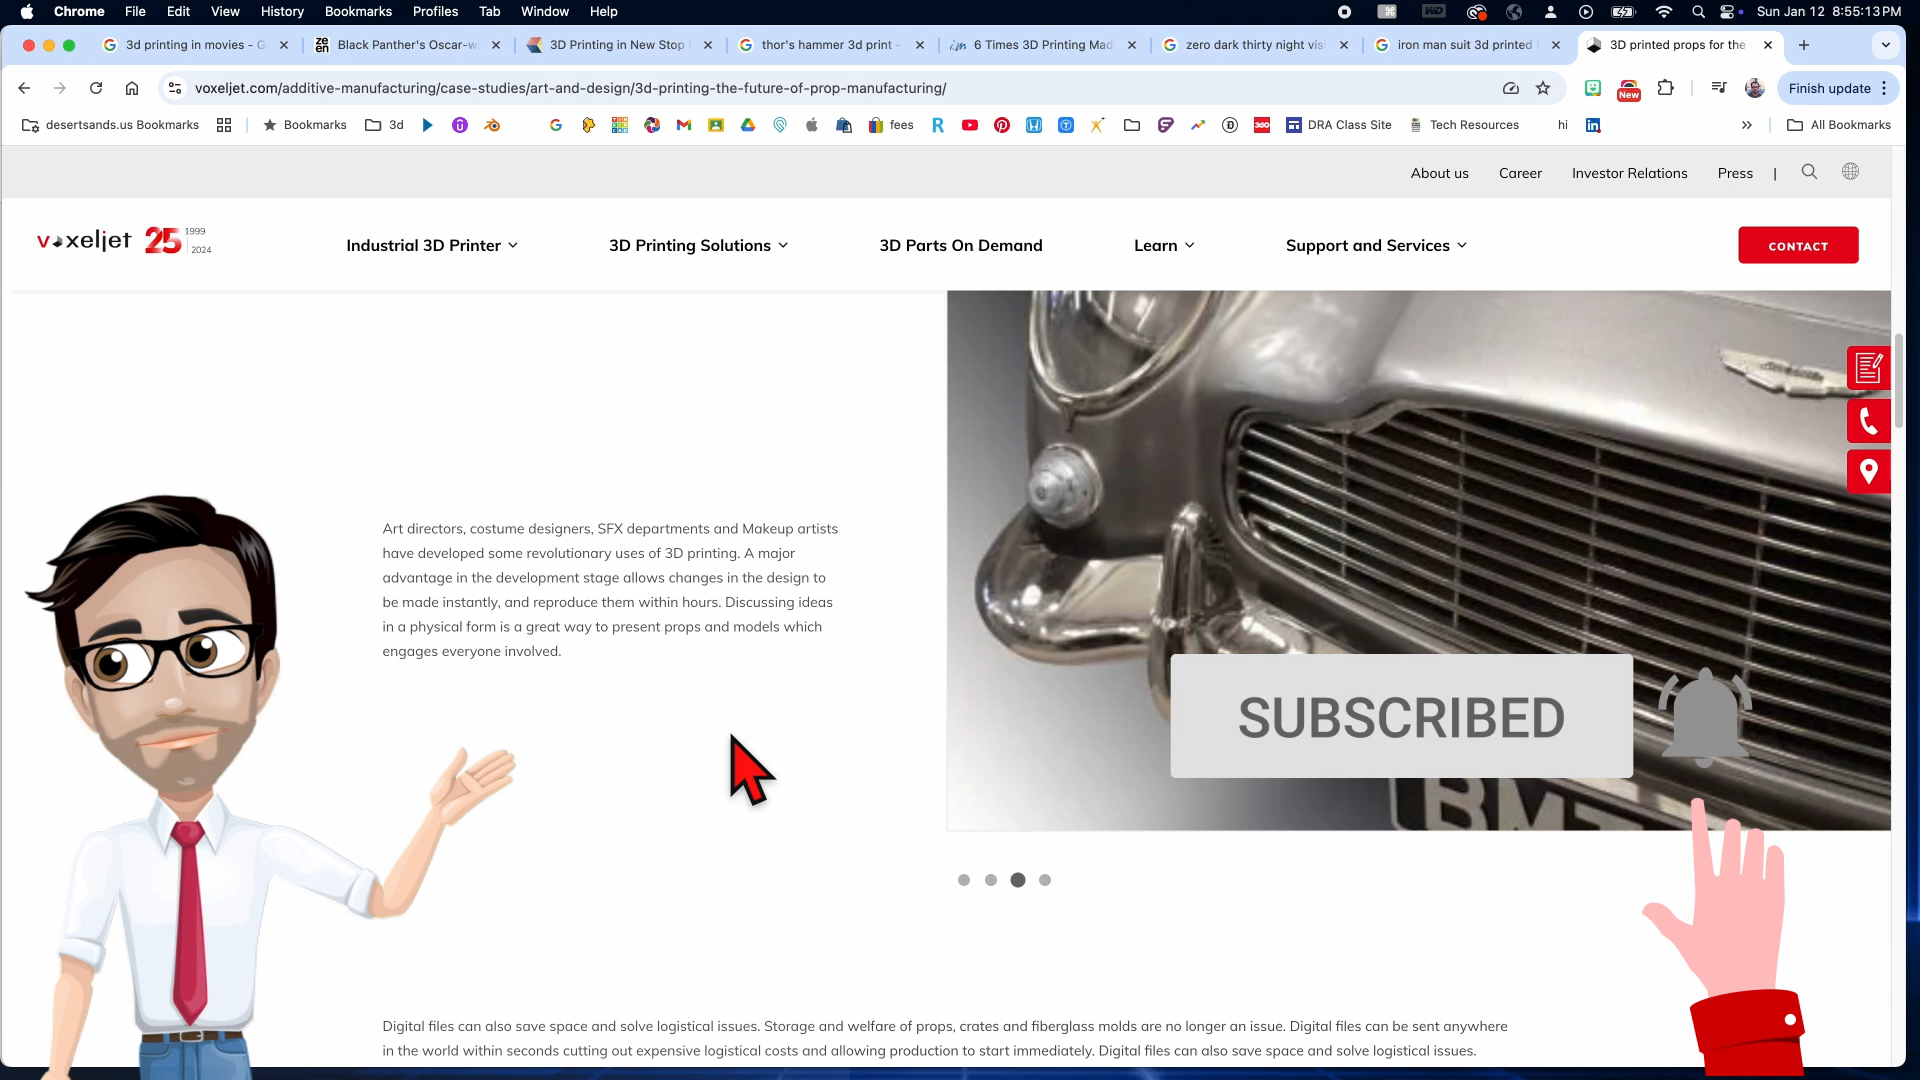 Chrome File Edit View History Bookmarks Profiles Tab Window Help
Sun Jan 12 8:55:13 PM
3d printing in movies - G
Black Panther's Oscar-w
3D Printing in New Stop
thor's hammer 3d print -
6 Times 3D Printing Mad
zero dark thirty night vis
iron man suit 3d printed
3D printed props for the
voxeljet.com/additive-manufacturing/case-studies/art-and-design/3d-printing-the-future-of-prop-manufacturing/
New
Finish update
desertsands.us Bookmarks
Bookmarks
3d
fees
DRA Class Site
Tech Resources
hi
All Bookmarks
About us Career Investor Relations Press |
voxeljet 25 1999 2024
Industrial 3D Printer
3D Printing Solutions
3D Parts On Demand
Learn
Support and Services
CONTACT
Art directors, costume designers, SFX departments and Makeup artists
have developed some revolutionary uses of 3D printing. A major
advantage in the development stage allows changes in the design to
be made instantly, and reproduce them within hours. Discussing ideas
in a physical form is a great way to present props and models which
engages everyone involved.
SUBSCRIBED
Digital files can also save space and solve logistical issues. Storage and welfare of props, crates and fiberglass molds are no longer an issue. Digital files can be sent anywhere
in the world within seconds cutting out expensive logistical costs and allowing production to start immediately. Digital files can also save space and solve logistical issues.